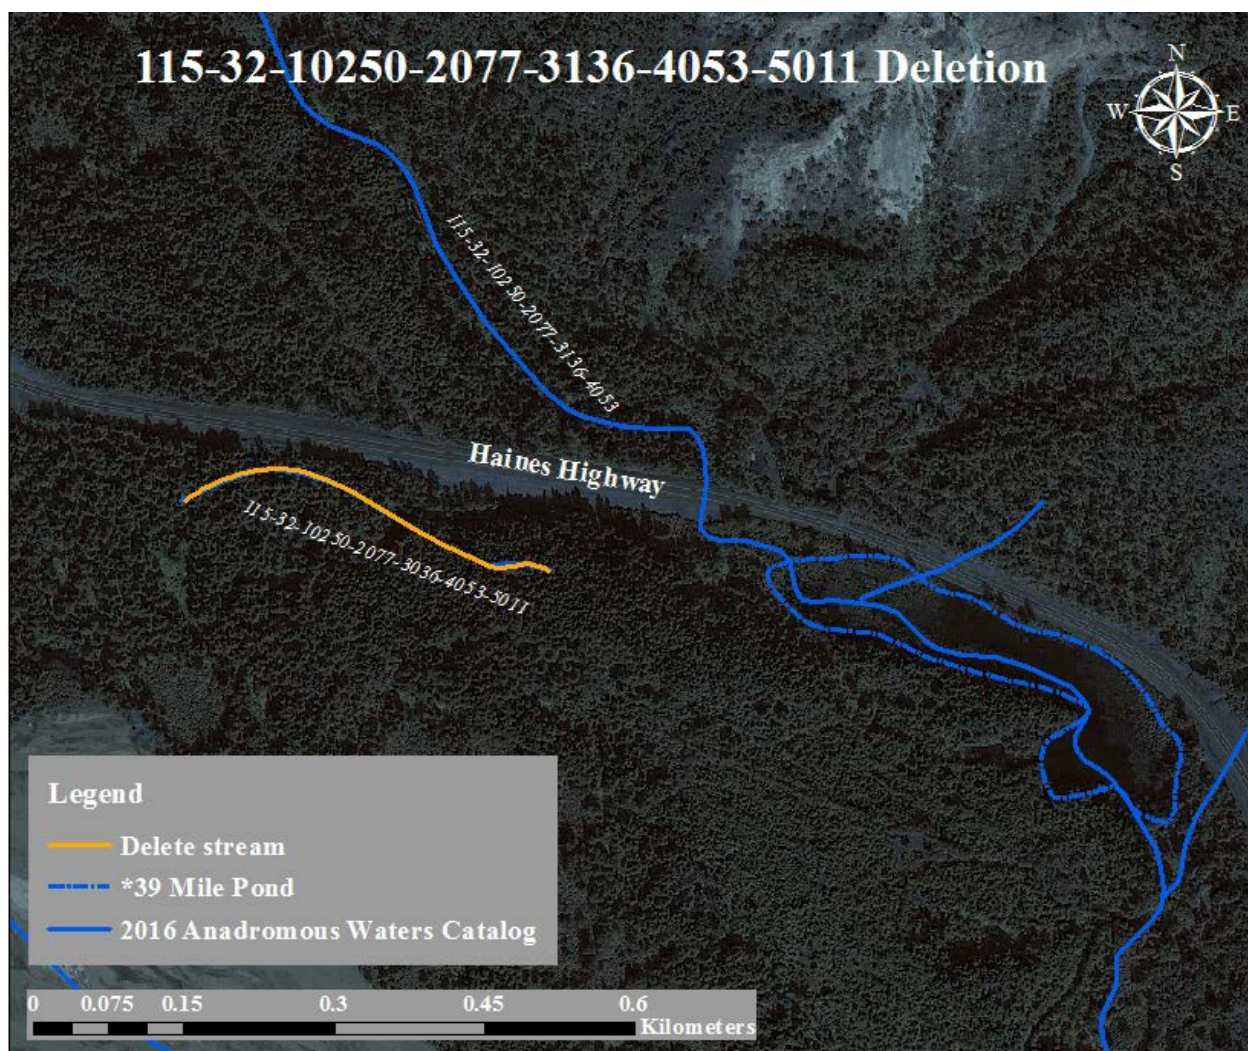 115-32-10250-2077-3136-4053-5011 Deletion
N
W
E
S
115-32-10250-2077-3136-4053
Haines Highway
115-32-10250-2077-3036-4053-5011
Legend
Delete stream
*39 Mile Pond
2016 Anadromous Waters Catalog
0 0.075 0.15 0.3 0.45 0.6
Kilometers